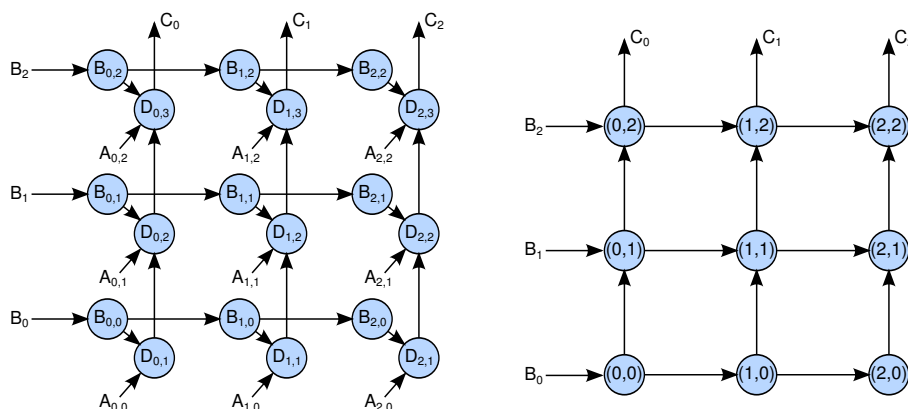 C₀ C₁ C₂
B₂ B₀,₂ B₁,₂ B₂,₂
D₀,₃ D₁,₃ D₂,₃
A₀,₂ A₁,₂ A₂,₂
B₁ B₀,₁ B₁,₁ B₂,₁
D₀,₂ D₁,₂ D₂,₂
A₀,₁ A₁,₁ A₂,₁
B₀ B₀,₀ B₁,₀ B₂,₀
D₀,₁ D₁,₁ D₂,₁
A₀,₀ A₁,₀ A₂,₀
C₀ C₁ C
B₂ (0,2) (1,2) (2,2)
B₁ (0,1) (1,1) (2,1)
B₀ (0,0) (1,0) (2,0)